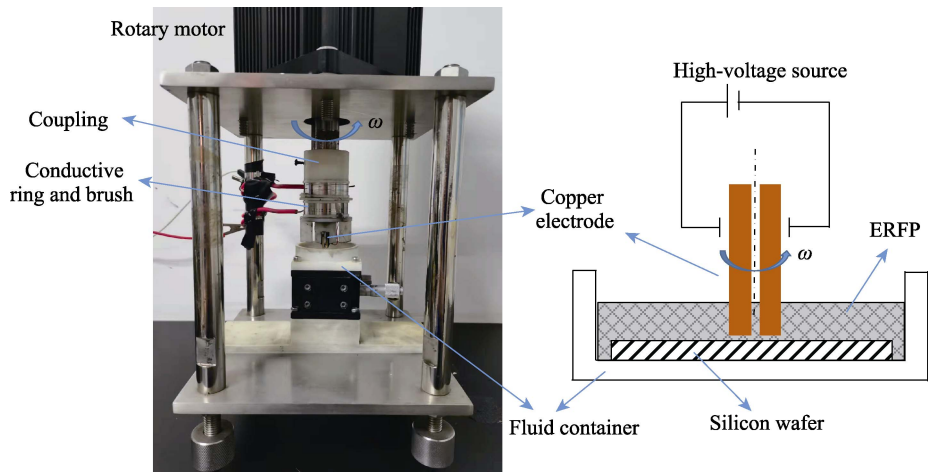 Rotary motor
High-voltage source
Coupling
ω
Conductive
ring and brush
Copper
electrode
ERFP
ω
Fluid container
Silicon wafer